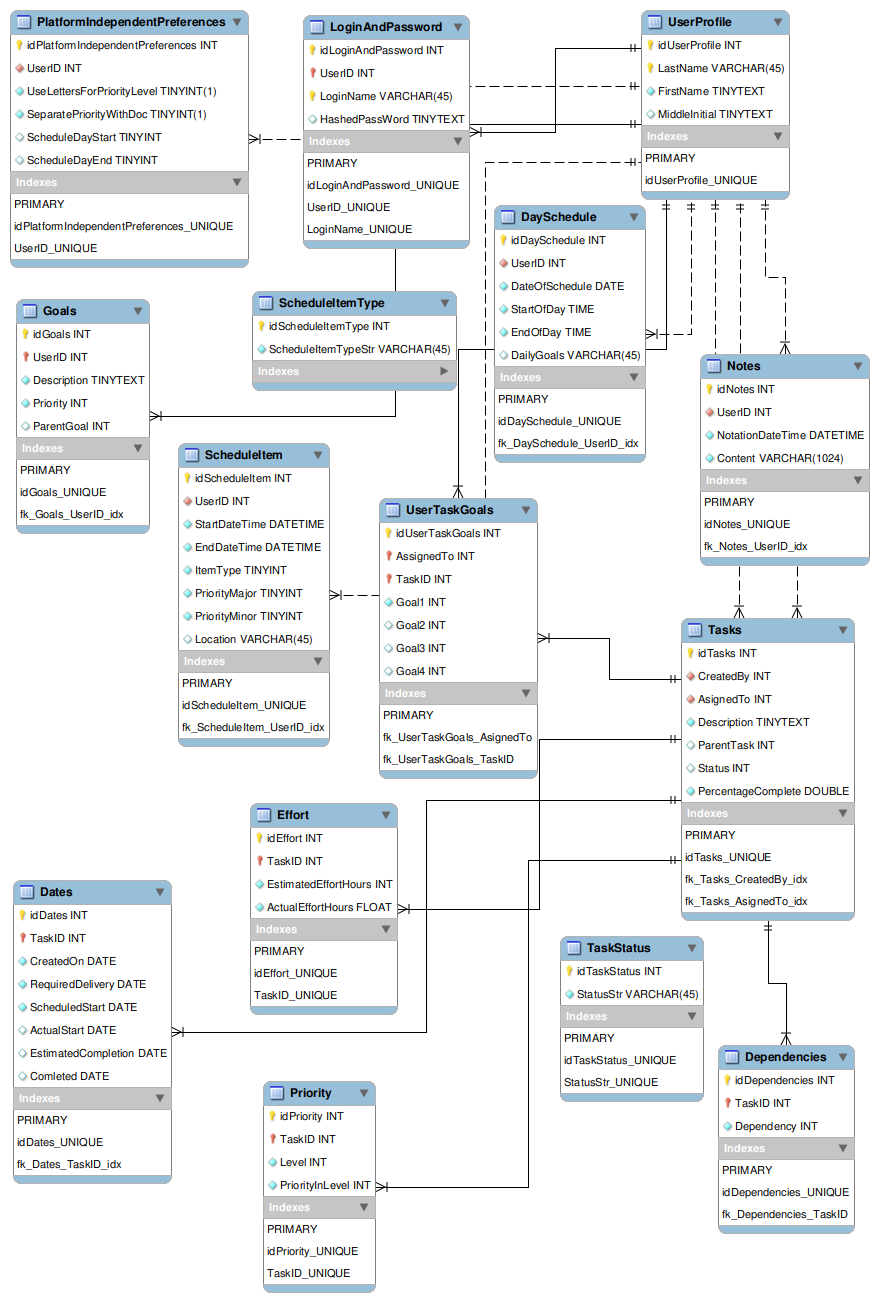 PlatformIndependentPreferences
idPlatformIndependentPreferences INT
UserID INT
UseLettersForPriorityLevel TINYINT(1)
SeparatePriorityWithDoc TINYINT(1)
ScheduleDayStart TINYINT
ScheduleDayEnd TINYINT
Indexes
PRIMARY
idPlatformIndependentPreferences_UNIQUE
UserID_UNIQUE
LoginAndPassword
idLoginAndPassword INT
UserID INT
LoginName VARCHAR(45)
HashedPassWord TINYTEXT
Indexes
PRIMARY
idLoginAndPassword_UNIQUE
UserID_UNIQUE
LoginName_UNIQUE
UserProfile
idUserProfile INT
LastName VARCHAR(45)
FirstName TINYTEXT
MiddleInitial TINYTEXT
Indexes
PRIMARY
idUserProfile_UNIQUE
DaySchedule
idDaySchedule INT
UserID INT
DateOfSchedule DATE
StartOfDay TIME
EndOfDay TIME
DailyGoals VARCHAR(45)
Indexes
PRIMARY
idDaySchedule_UNIQUE
fk_DaySchedule_UserID_idx
Goals
idGoals INT
UserID INT
Description TINYTEXT
Priority INT
ParentGoal INT
Indexes
PRIMARY
idGoals_UNIQUE
fk_Goals_UserID_idx
ScheduleItemType
idScheduleItemType INT
ScheduleItemTypeStr VARCHAR(45)
Indexes
Notes
idNotes INT
UserID INT
NotationDateTime DATETIME
Content VARCHAR(1024)
Indexes
PRIMARY
idNotes_UNIQUE
fk_Notes_UserID_idx
ScheduleItem
idScheduleItem INT
UserID INT
StartDateTime DATETIME
EndDateTime DATETIME
ItemType TINYINT
PriorityMajor TINYINT
PriorityMinor TINYINT
Location VARCHAR(45)
Indexes
PRIMARY
idScheduleItem_UNIQUE
fk_ScheduleItem_UserID_idx
UserTaskGoals
idUserTaskGoals INT
AssignedTo INT
TaskID INT
Goal1 INT
Goal2 INT
Goal3 INT
Goal4 INT
Indexes
PRIMARY
fk_UserTaskGoals_AsignedTo
fk_UserTaskGoals_TaskID
Tasks
idTasks INT
CreatedBy INT
AsignedTo INT
Description TINYTEXT
ParentTask INT
Status INT
PercentageComplete DOUBLE
Indexes
PRIMARY
idTasks_UNIQUE
fk_Tasks_CreatedBy_idx
fk_Tasks_AsignedTo_idx
Effort
idEffort INT
TaskID INT
EstimatedEffortHours INT
ActualEffortHours FLOAT
Indexes
PRIMARY
idEffort_UNIQUE
TaskID_UNIQUE
Dates
idDates INT
TaskID INT
CreatedOn DATE
RequiredDelivery DATE
ScheduledStart DATE
ActualStart DATE
EstimatedCompletion DATE
Comleted DATE
Indexes
PRIMARY
idDates_UNIQUE
fk_Dates_TaskID_idx
TaskStatus
idTaskStatus INT
StatusStr VARCHAR(45)
Indexes
PRIMARY
idTaskStatus_UNIQUE
StatusStr_UNIQUE
Dependencies
idDependencies INT
TaskID INT
Dependency INT
Indexes
PRIMARY
idDependencies_UNIQUE
fk_Dependencies_TaskID
Priority
idPriority INT
TaskID INT
Level INT
PriorityInLevel INT
Indexes
PRIMARY
idPriority_UNIQUE
TaskID_UNIQUE